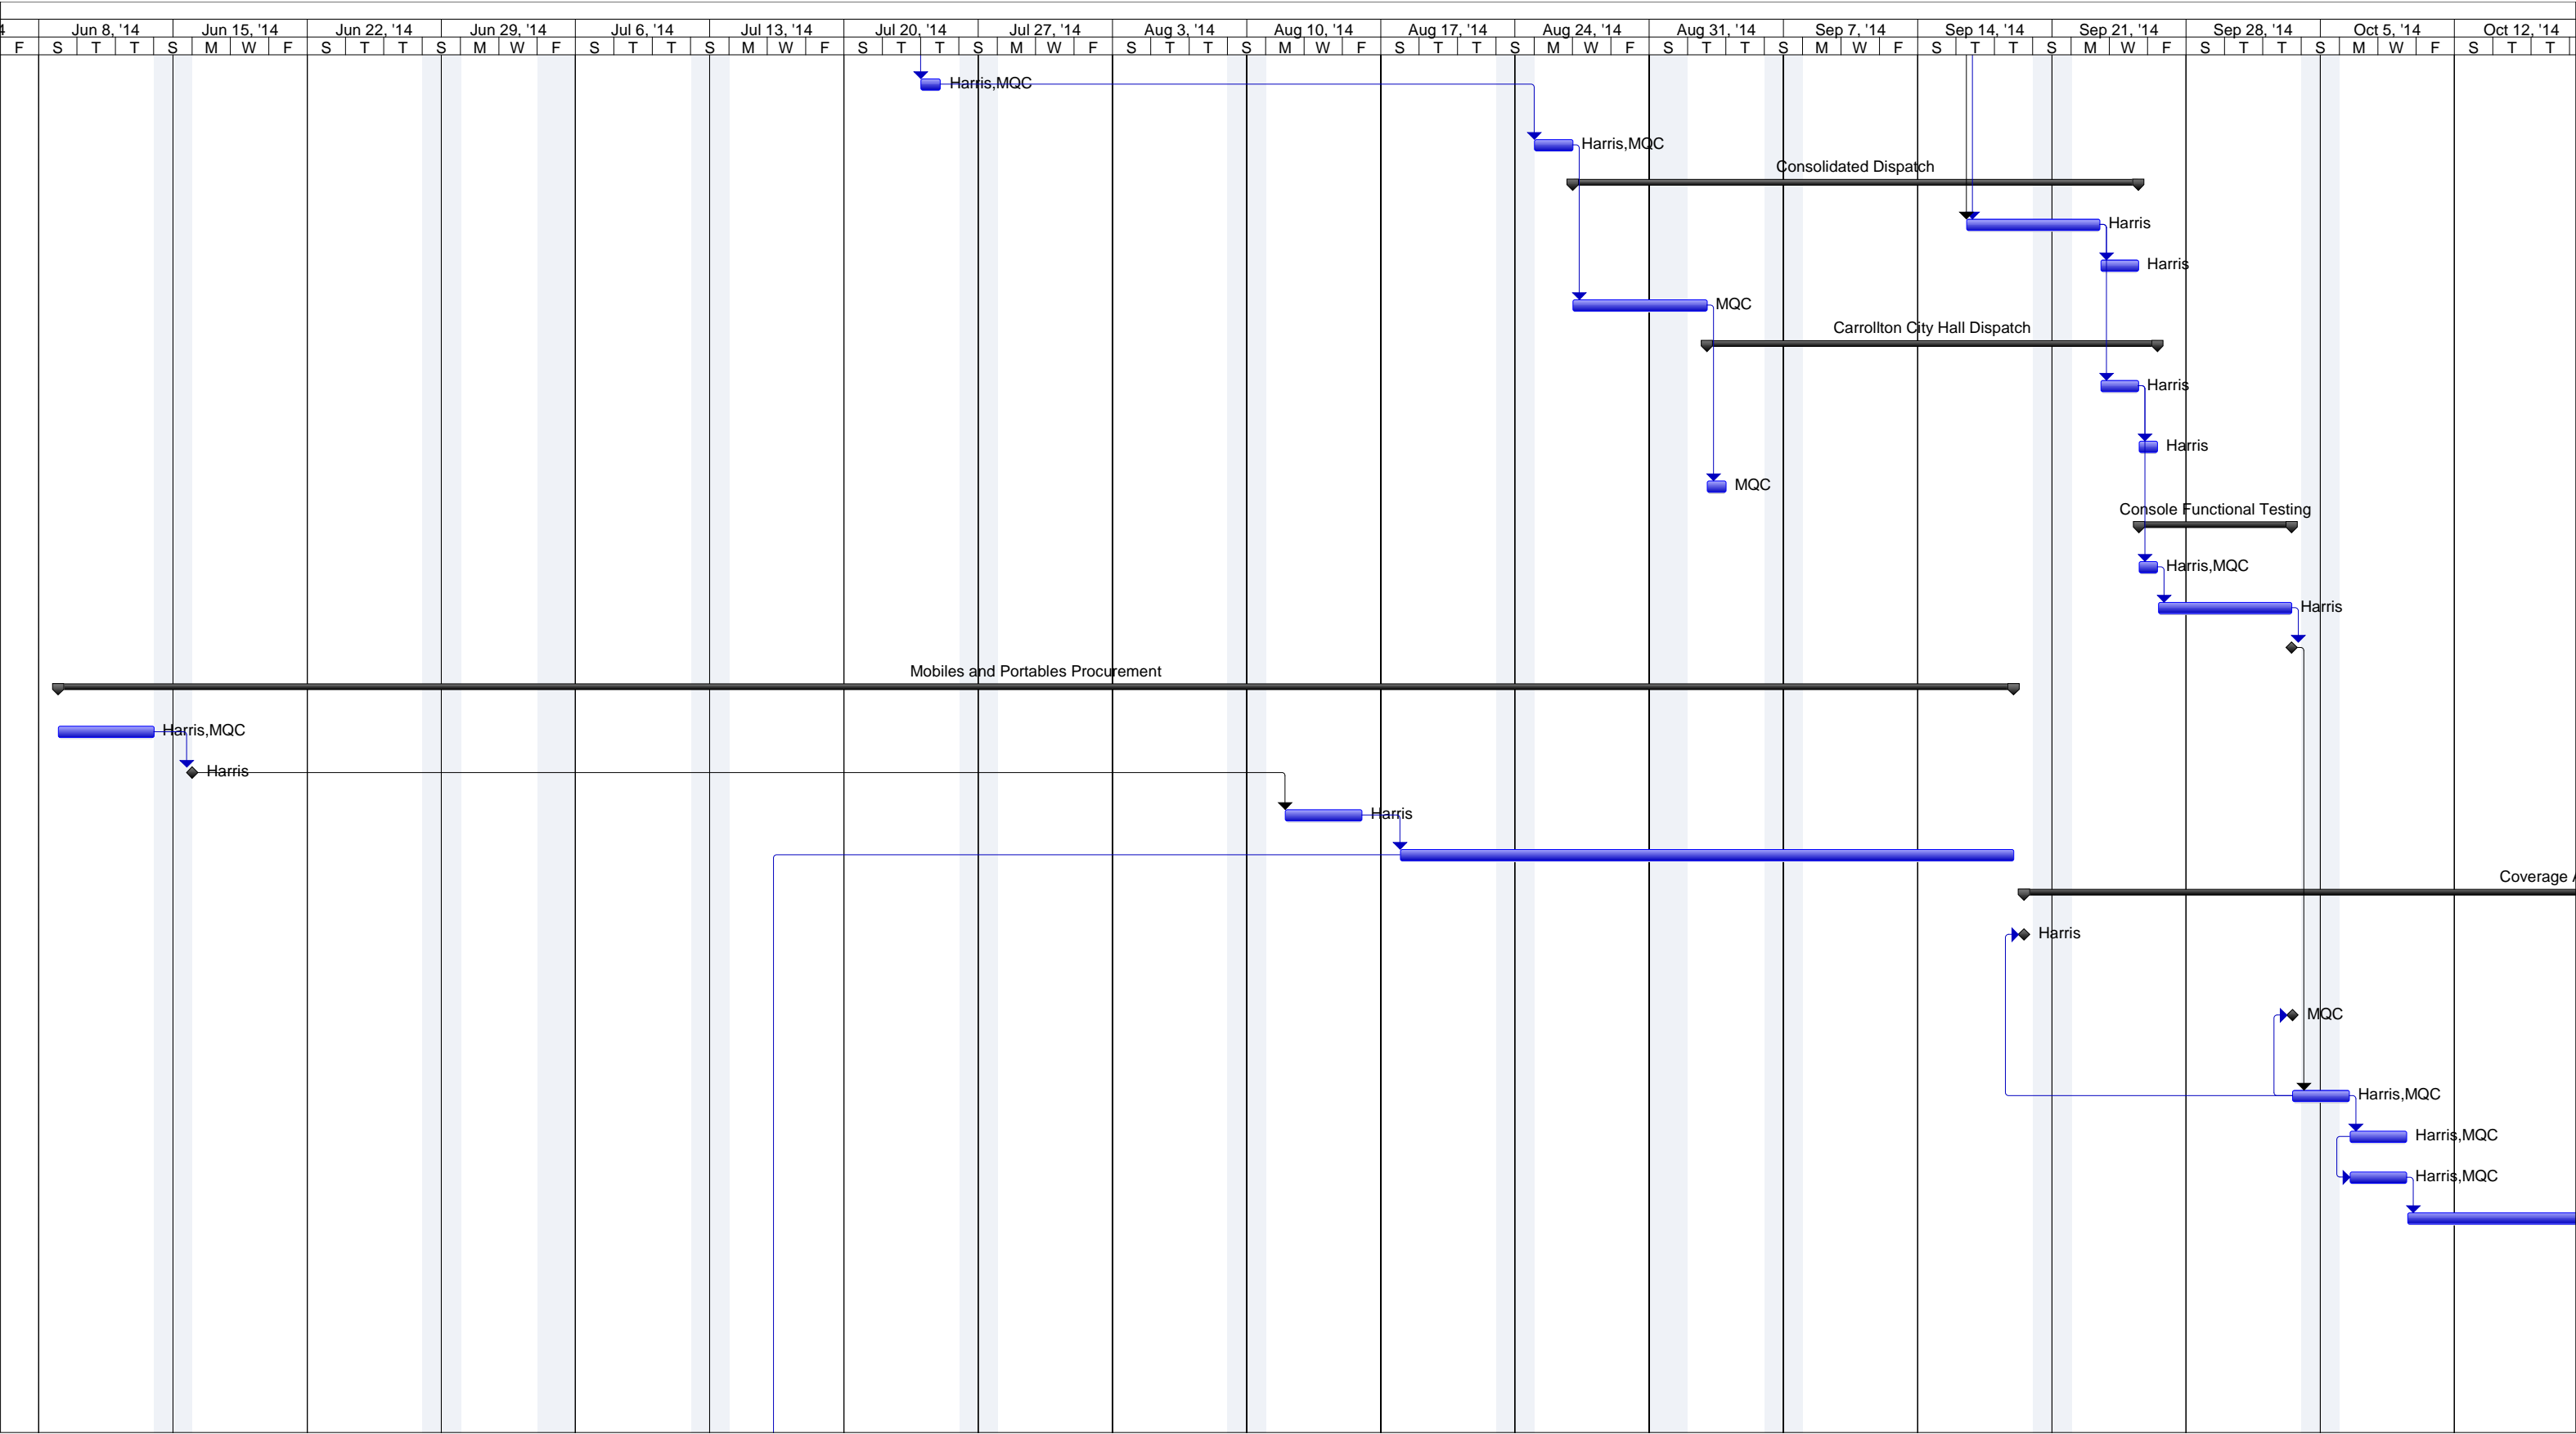 4 Jun 8, '14 Jun 15, '14 Jun 22, '14 Jun 29, '14 Jul 6, '14 Jul 13, '14 Jul 20, '14 Jul 27, '14 Aug 3, '14 Aug 10, '14 Aug 17, '14 Aug 24, '14 Aug 31, '14 Sep 7, '14 Sep 14, '14 Sep 21, '14 Sep 28, '14 Oct 5, '14 Oct 12, '14
F S T T S M W F S T T S M W F S T T S M W F S T T S M W F S T T S M W F S T T S M W F S T T S M W F S T T S M W F S T T S M W F S T T
Harris,MQC
Harris,MQC
Consolidated Dispatch
Harris
Harris
MQC
Carrollton City Hall Dispatch
Harris
Harris
MQC
Console Functional Testing
Harris,MQC
Harris
Mobiles and Portables Procurement
Harris,MQC
Harris
Harris
Coverage A
Harris
MQC
Harris,MQC
Harris,MQC
Harris,MQC